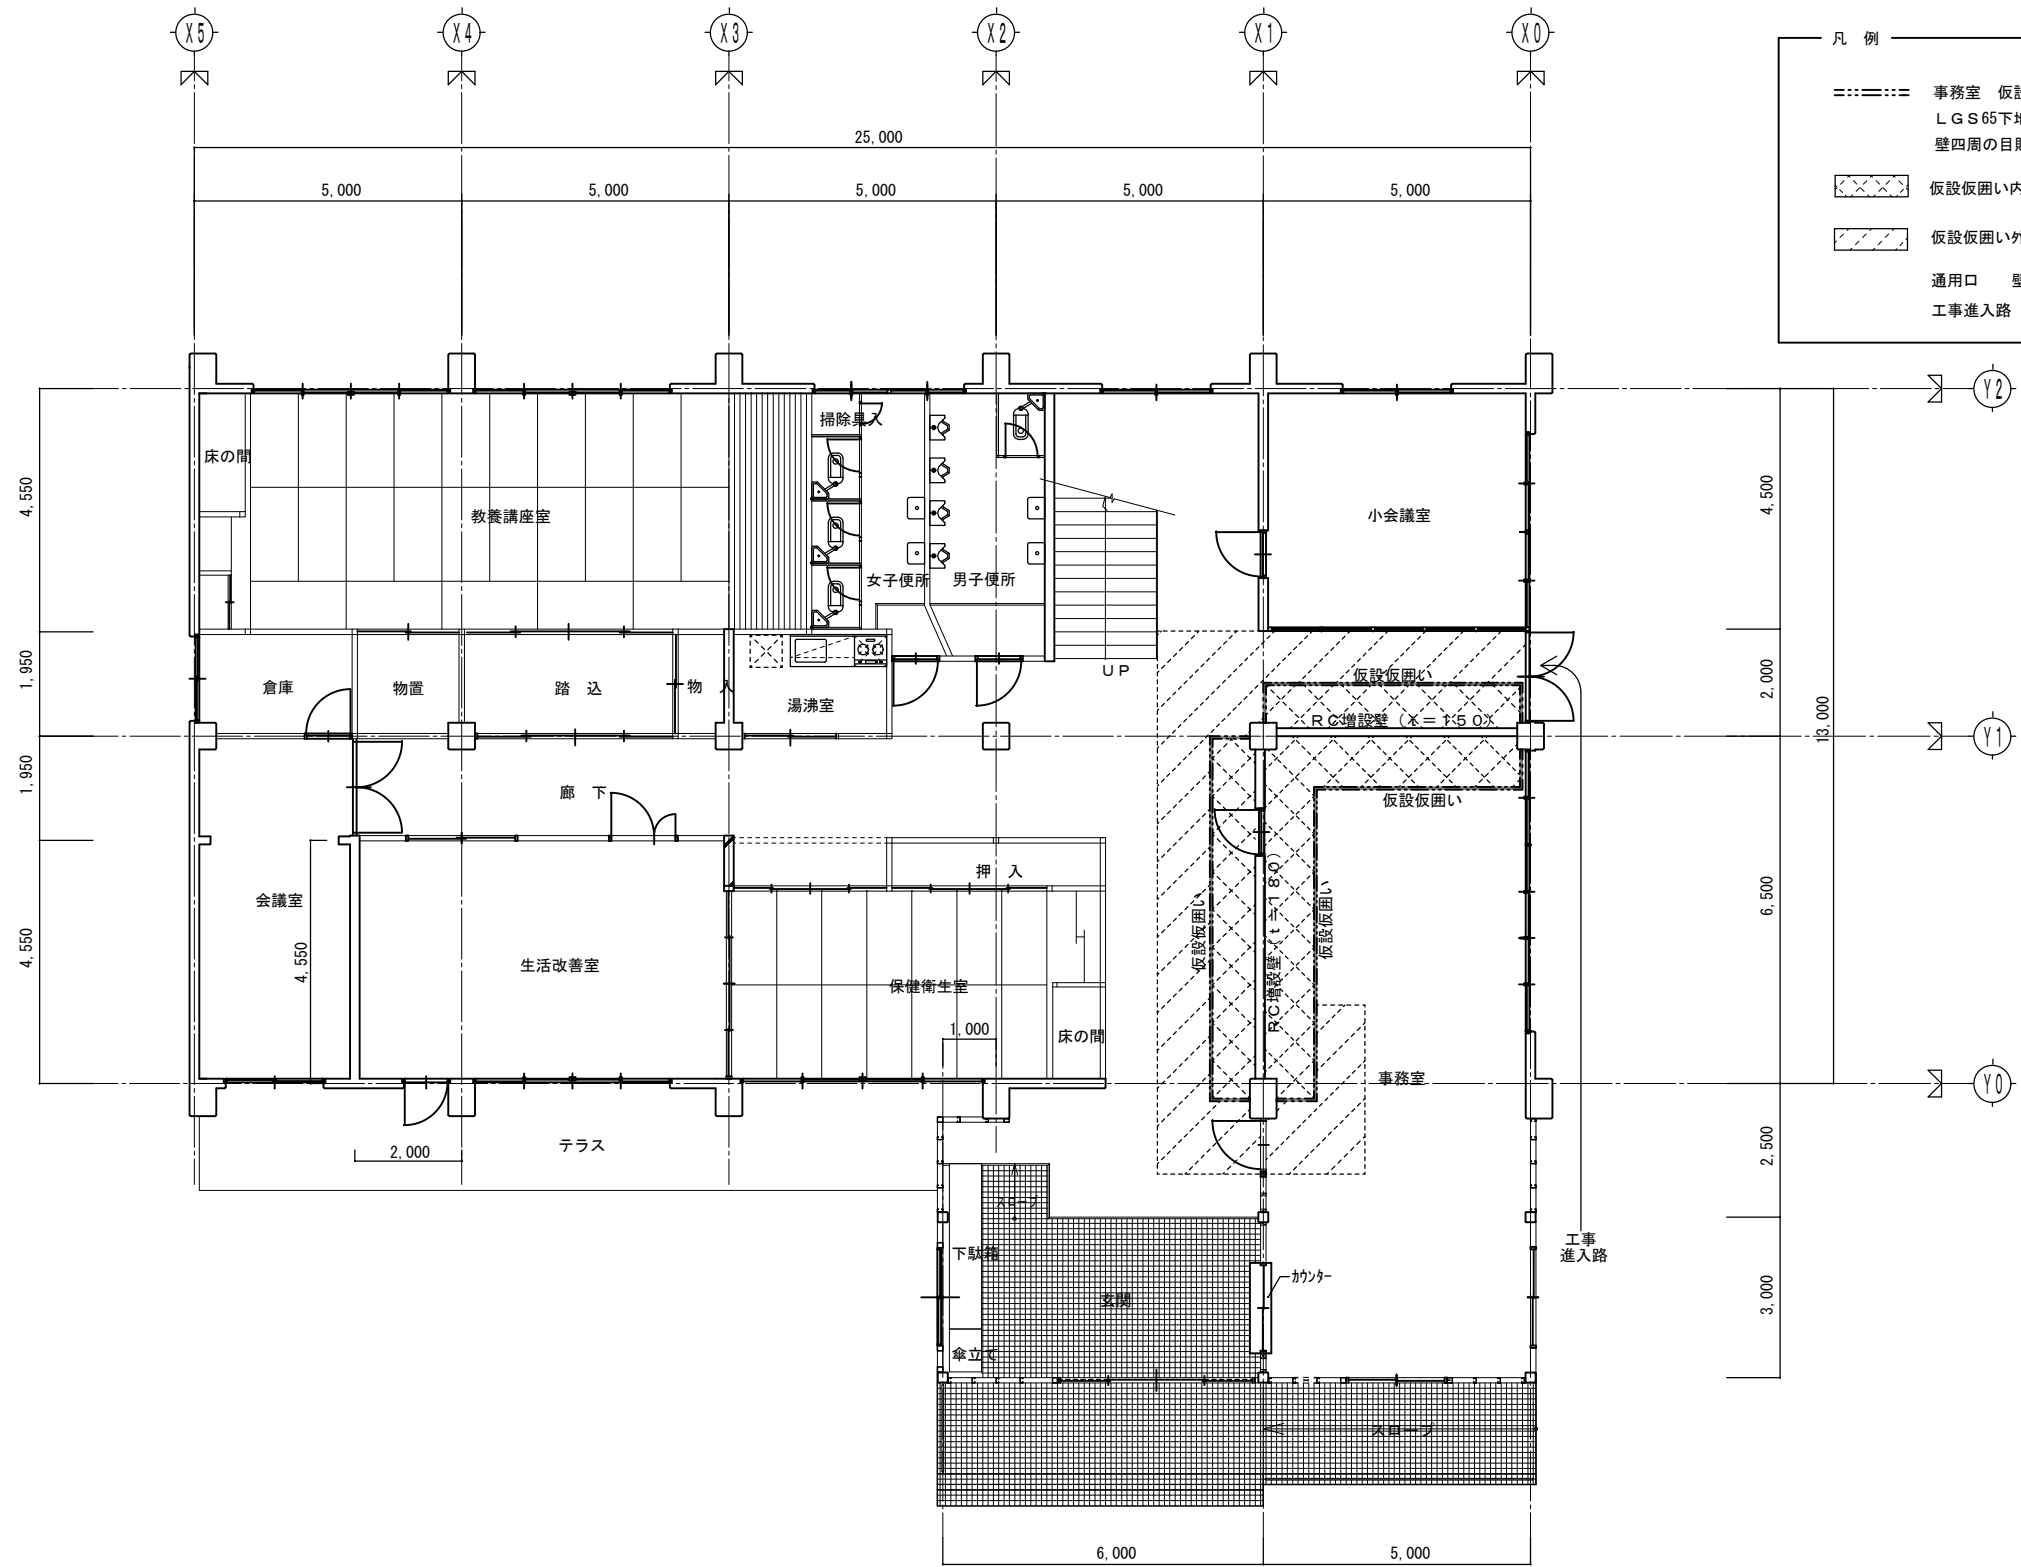 X5
X4
X3
X2
X1
X0
凡 例
事務室 仮設
LGS65下地
壁四周の目貼
仮設仮囲い内
仮設仮囲い外
通用口 壁
工事進入路
25,000
5,000
5,000
5,000
5,000
5,000
Y2
Y1
Y0
4,550
1,950
1,950
4,550
4,500
2,000
6,500
13,000
2,500
3,000
床の間
教養講座室
掃除具入
女子便所
男子便所
小会議室
UP
倉庫
物置
踏 込
物 入
湯沸室
仮設仮囲い
RC増設壁(t=150)
仮設仮囲い
廊 下
押 入
会議室
4,550
生活改善室
保健衛生室
床の間
1,000
仮設仮囲い
RC増設壁(t=180)
仮設仮囲い
事務室
テラス
2,000
スロープ
下駄箱
玄関
傘立て
カウンター
工事
進入路
スロープ
6,000
5,000